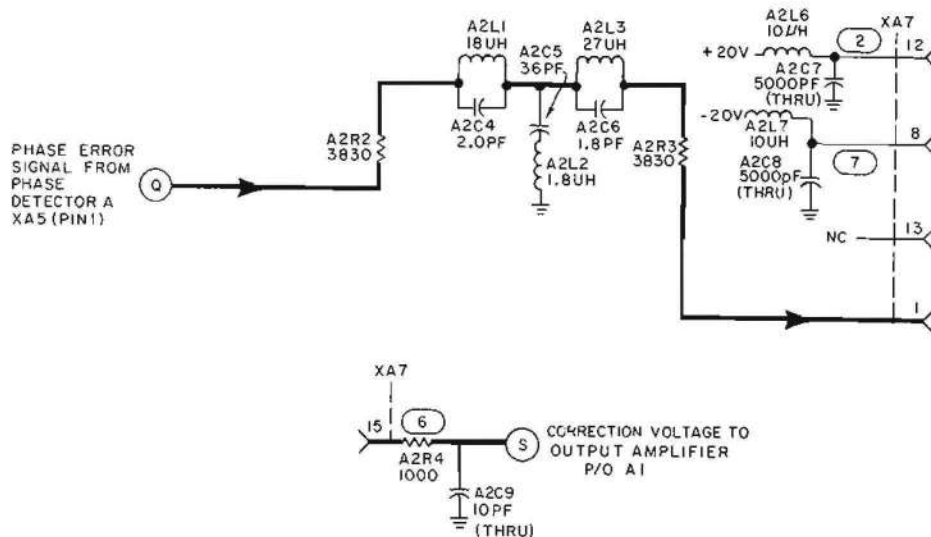 A2L1
18UH
A2C5
36PF
A2L3
27UH
A2L6
10UH
XA7
+20V
2
12
A2C7
5000PF
(THRU)
A2C4
2.0PF
A2C6
1.8PF
-20V
A2L7
10UH
8
7
A2C8
5000pF
(THRU)
A2R2
3830
A2L2
1.8UH
A2R3
3830
PHASE ERROR
SIGNAL FROM
PHASE
DETECTOR A
XA5 (PIN1)
Q
NC
13
1
XA7
15
6
A2R4
1000
S
CORRECTION VOLTAGE TO
OUTPUT AMPLIFIER
P/O A1
A2C9
10PF
(THRU)